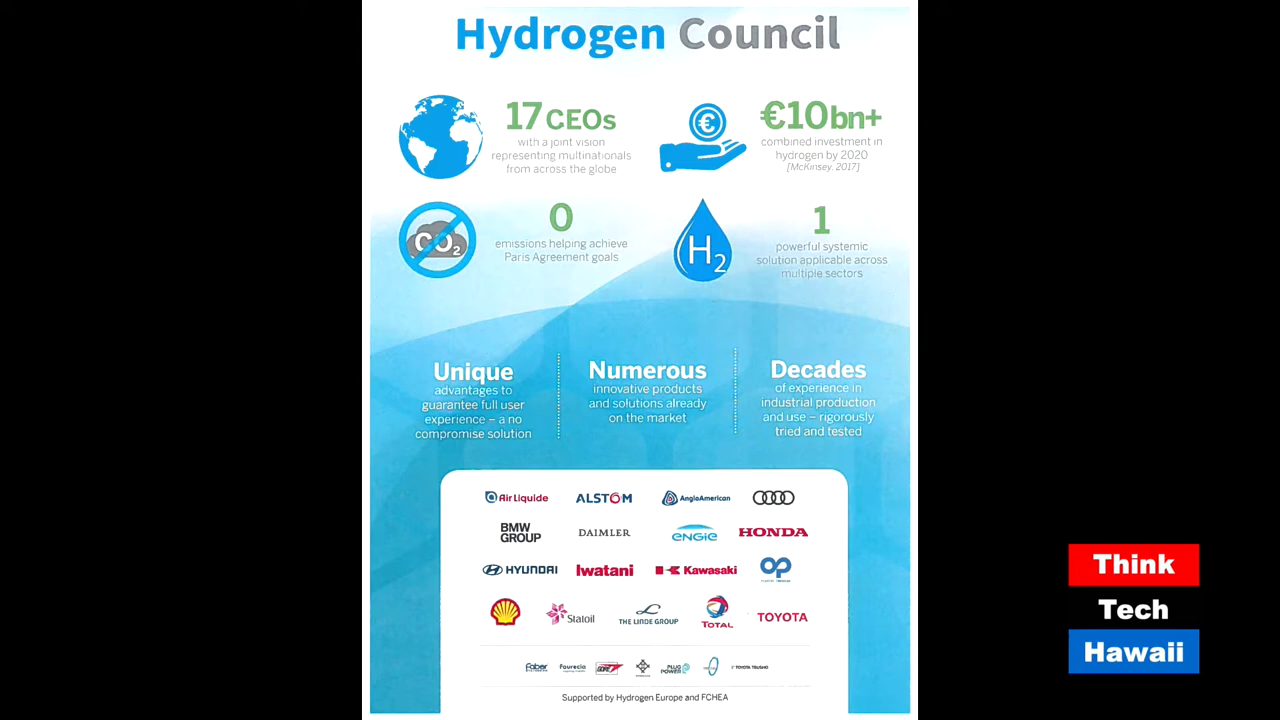 Hydrogen Council
17 CEOs
with a joint vision
representing multinationals
from across the globe
€
€10bn+
combined investment in
hydrogen by 2020
[McKinsey, 2017]
CO2
0
emissions helping achieve
Paris Agreement goals
H2
1
powerful systemic
solution applicable across
multiple sectors
Unique
advantages to
guarantee full user
experience – a no
compromise solution
Numerous
innovative products
and solutions already
on the market
Decades
of experience in
industrial production
and use – rigorously
tried and tested
Air Liquide ALSTOM AngloAmerican
BMW
GROUP
DAIMLER ENGIE HONDA
HYUNDAI Iwatani Kawasaki
Statoil THE LINDE GROUP TOTAL TOYOTA
faber faurecia GORE PLUG
POWER TOYOTA TSUSHO
Supported by Hydrogen Europe and FCHEA
Think
Tech
Hawaii